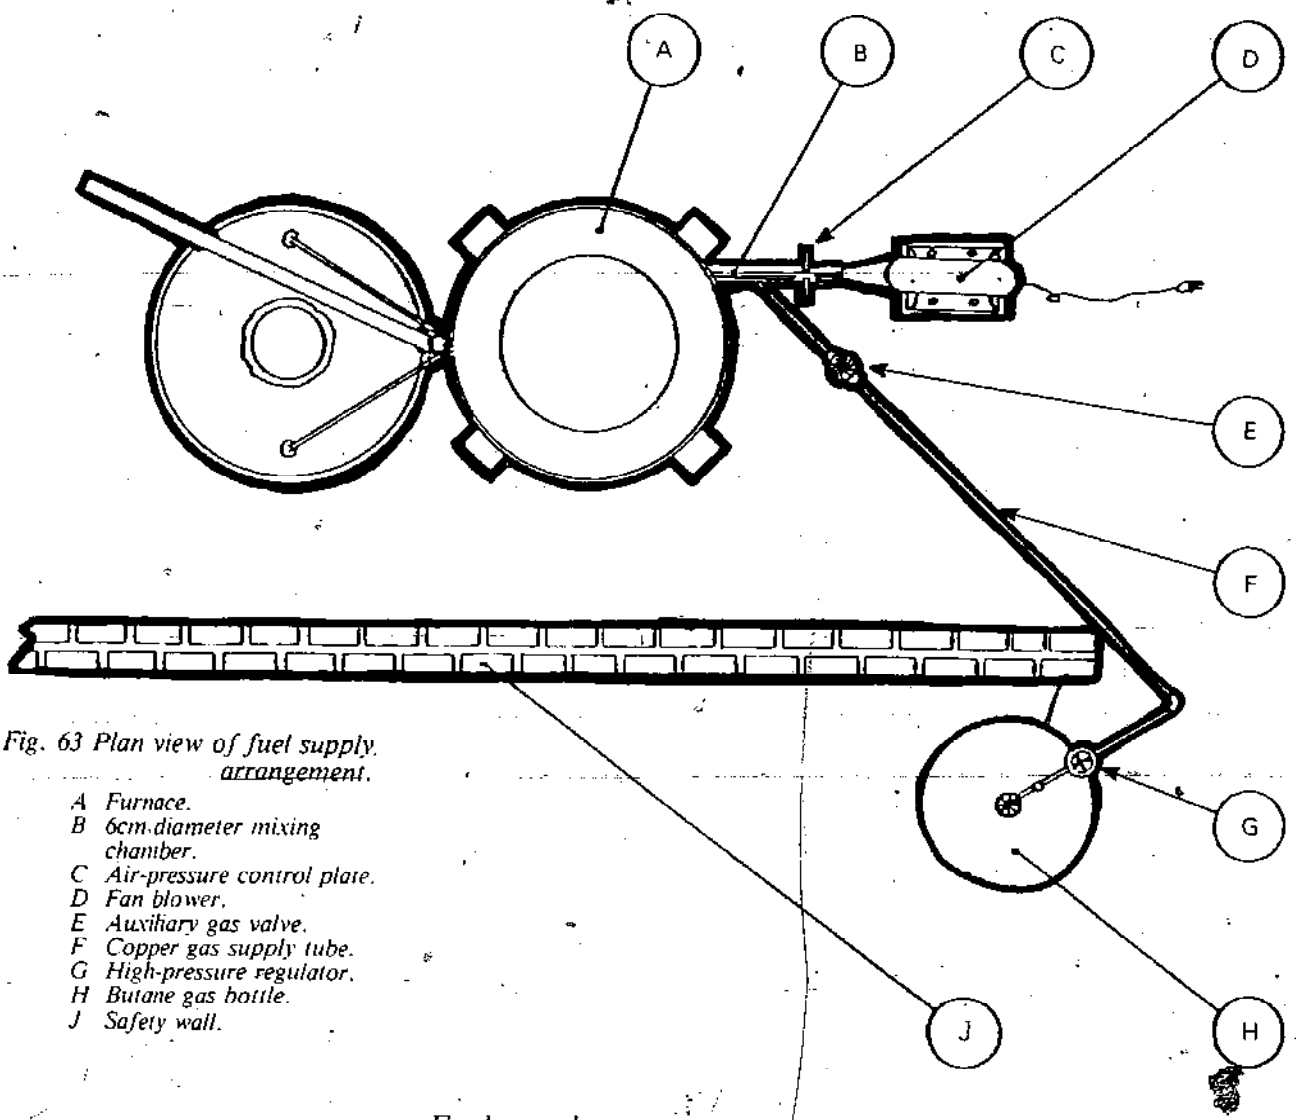 A
B
C
D
E
F
G
H
J
Fig. 63 Plan view of fuel supply
arrangement.
A Furnace.
B 6cm diameter mixing
chamber.
C Air-pressure control plate.
D Fan blower.
E Auxiliary gas valve.
F Copper gas supply tube.
G High-pressure regulator.
H Butane gas bottle.
J Safety wall.